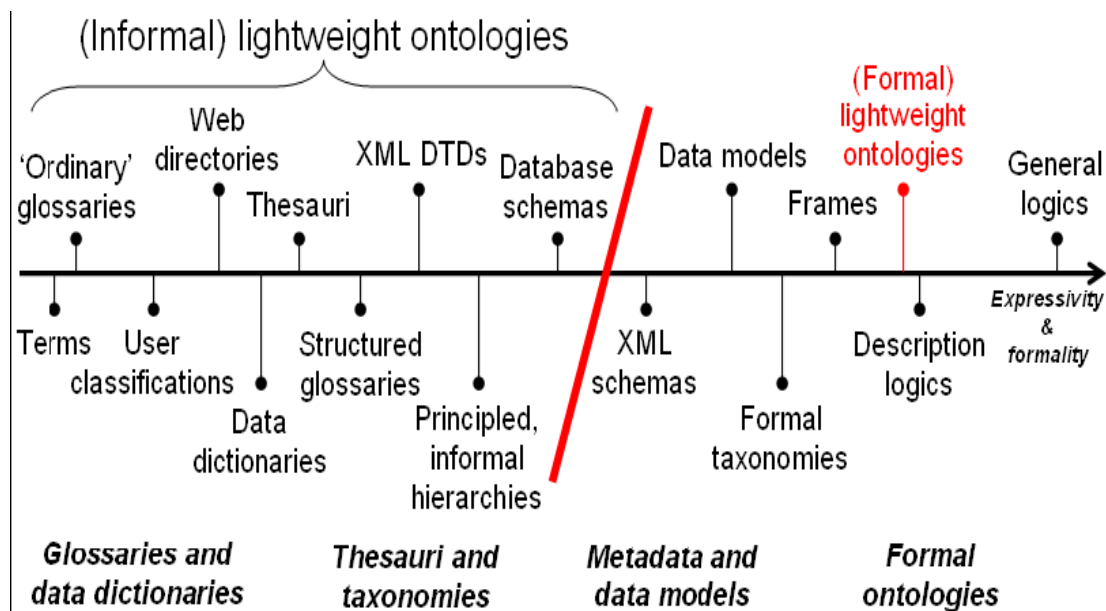 (Informal) lightweight ontologies
'Ordinary'
glossaries
Web
directories
Thesauri
XML DTDs
Database
schemas
Data models
Frames
(Formal)
lightweight
ontologies
General
logics
Terms
User
classifications
Data
dictionaries
Structured
glossaries
Principled,
informal
hierarchies
XML
schemas
Formal
taxonomies
Description
logics
Expressivity
&
formality
Glossaries and
data dictionaries
Thesauri and
taxonomies
Metadata and
data models
Formal
ontologies